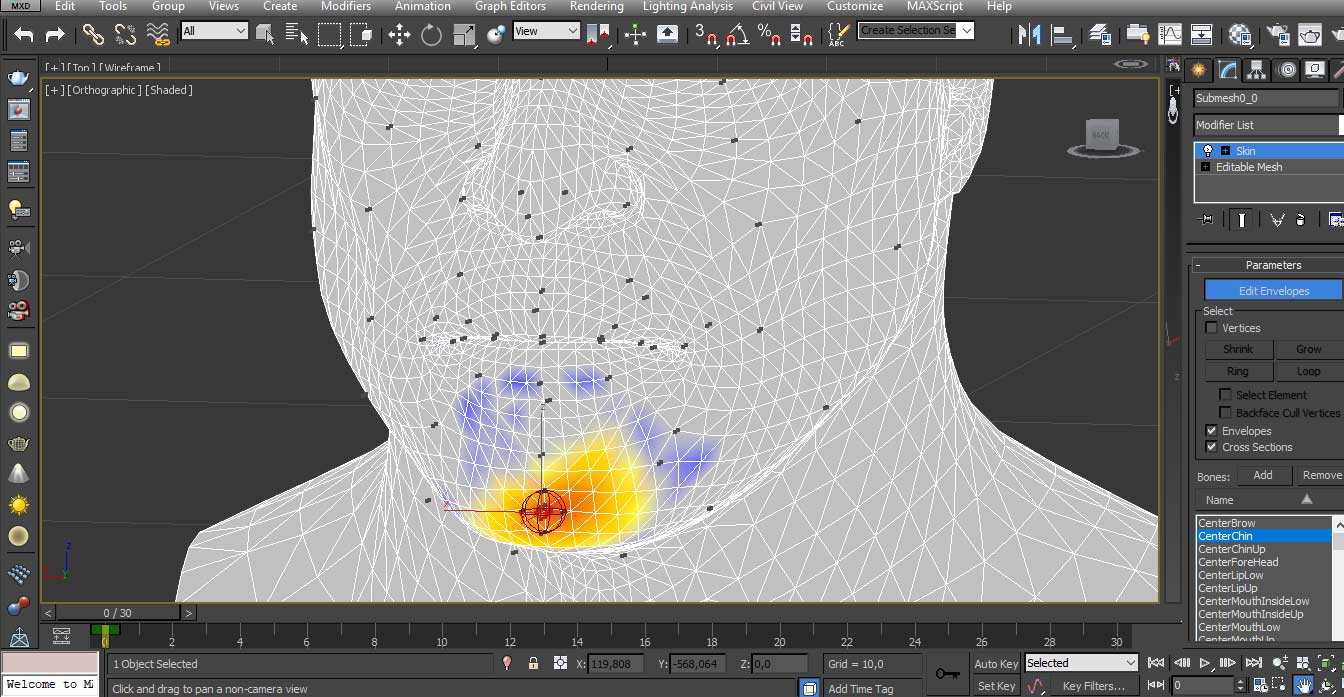 MXD Edit Tools Group Views Create Modifiers Animation Graph Editors Rendering Lighting Analysis Civil View Customize MAXScript Help
All View 3 % ABC Create Selection Se
[+] [Top] [Wireframe]
[+] [Orthographic] [Shaded]
BACK
[+
Submesh0_0
Modifier List
Skin
Editable Mesh
- Parameters
Edit Envelopes
Select
Vertices
Shrink Grow
Ring Loop
Select Element
Backface Cull Vertices
Envelopes
Cross Sections
Bones: Add Remove
Name
CenterBrow
CenterChin
CenterChinUp
CenterForeHead
CenterLipLow
CenterLipUp
CenterMouthInsideLow
CenterMouthInsideUp
CenterMouthLow
CenterMouthUp
z
x
z
z
< 0 / 30 >
0 2 4 6 8 10 12 14 16 18 20 22 24 26 28 30
1 Object Selected X: 119,808 Y: -568,064 Z: 0,0 Grid = 10,0 Auto Key Selected
Welcome to MA Click and drag to pan a non-camera view Add Time Tag Set Key Key Filters... 0